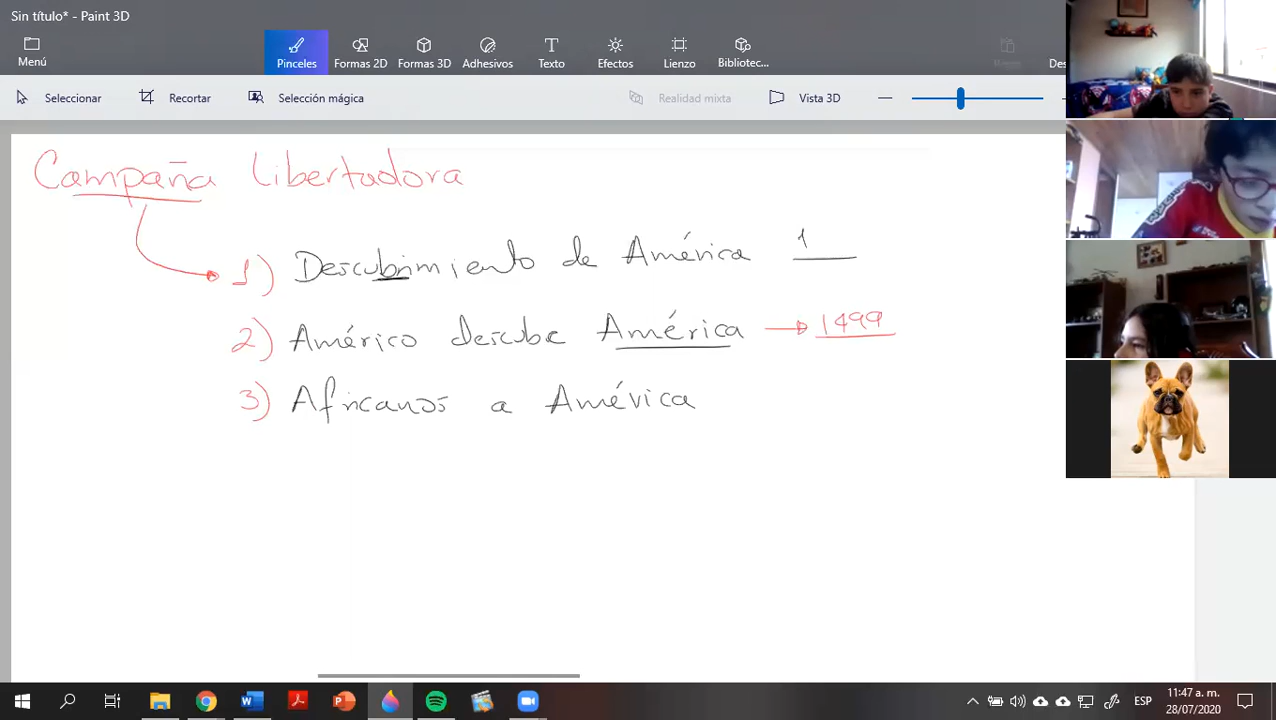 Sin título* - Paint 3D
Menú
Pinceles
Formas 2D
Formas 3D
Adhesivos
Texto
Efectos
Lienzo
Bibliotec...
Des
Seleccionar
Recortar
Selección mágica
Realidad mixta
Vista 3D
Campaña Libertadora
1) Descubrimiento de América 1
2) Américo descube América → 1499
3) Africanos a América
ESP
11:47 a. m.
28/07/2020